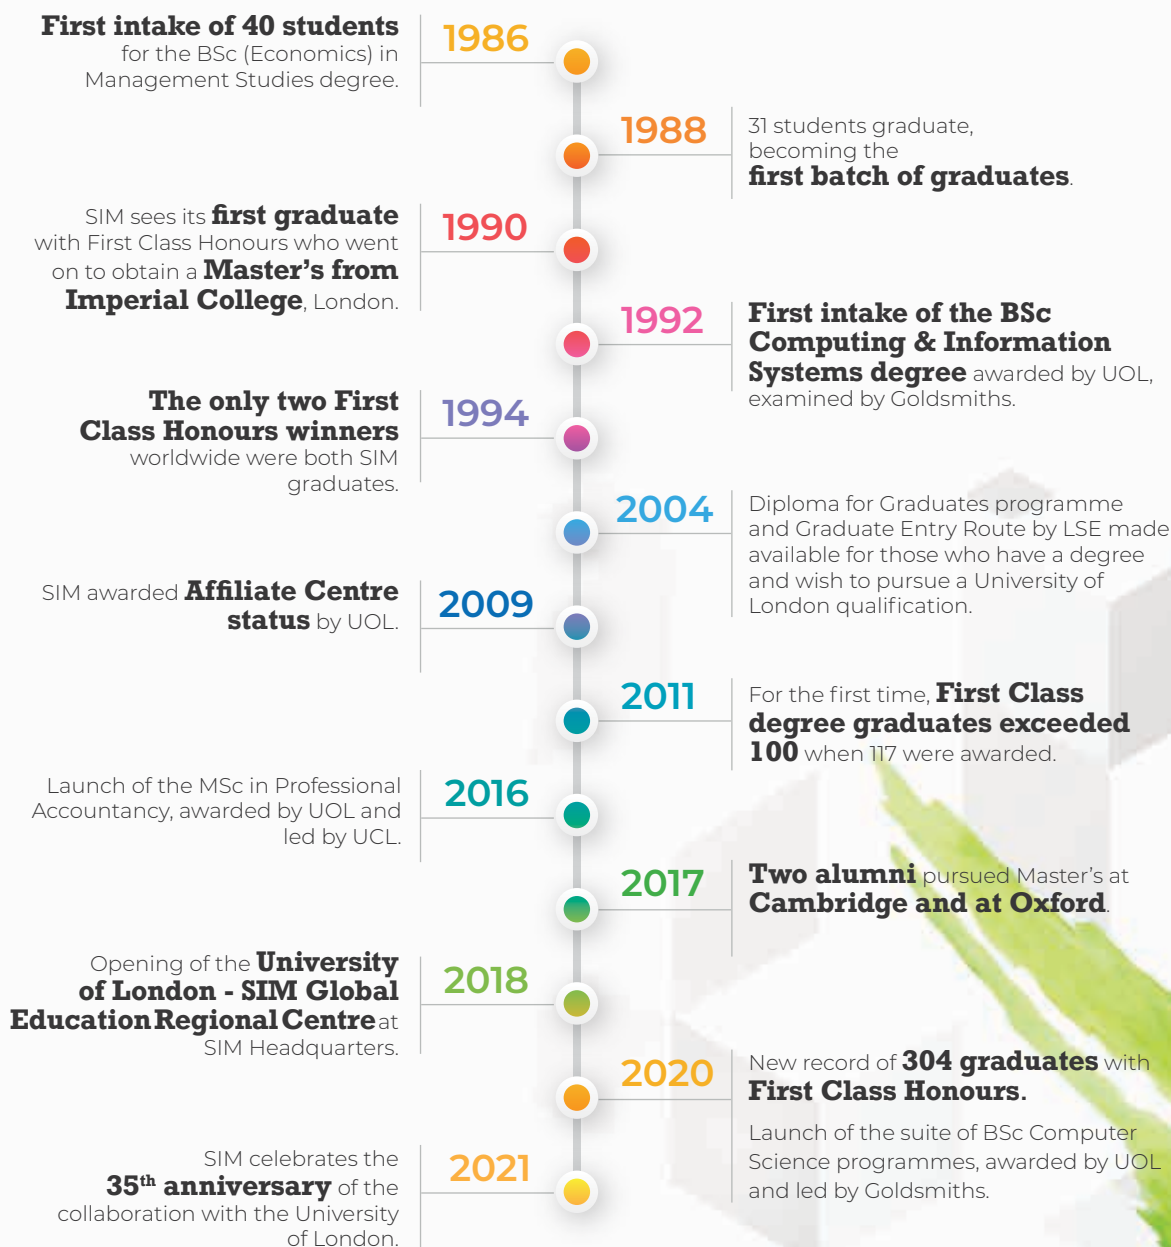 First intake of 40 students
for the BSc (Economics) in
Management Studies degree.
1986
1988
31 students graduate,
becoming the
first batch of graduates.
SIM sees its first graduate
with First Class Honours who went
on to obtain a Master’s from
Imperial College, London.
1990
1992
First intake of the BSc
Computing & Information
Systems degree awarded by UOL,
examined by Goldsmiths.
The only two First
Class Honours winners
worldwide were both SIM
graduates.
1994
2004
Diploma for Graduates programme
and Graduate Entry Route by LSE made
available for those who have a degree
and wish to pursue a University of
London qualification.
SIM awarded Affiliate Centre
status by UOL.
2009
2011
For the first time, First Class
degree graduates exceeded
100 when 117 were awarded.
Launch of the MSc in Professional
Accountancy, awarded by UOL and
led by UCL.
2016
2017
Two alumni pursued Master’s at
Cambridge and at Oxford.
Opening of the University
of London - SIM Global
Education Regional Centre at
SIM Headquarters.
2018
2020
New record of 304 graduates with
First Class Honours.
Launch of the suite of BSc Computer
Science programmes, awarded by UOL
and led by Goldsmiths.
SIM celebrates the
35th anniversary of the
collaboration with the University
of London.
2021